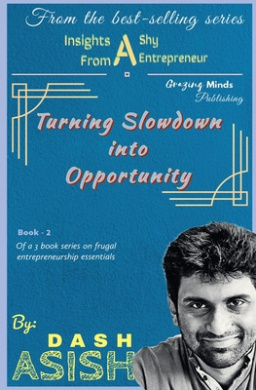 From the best-selling series
Insights A Shy
From Entrepreneur
Grazing Minds
Publishing
Turning Slowdown
into
Opportunity
Book - 2
Of a 3 book series on frugal
entrepreneurship essentials
By:
DASH
ASISH